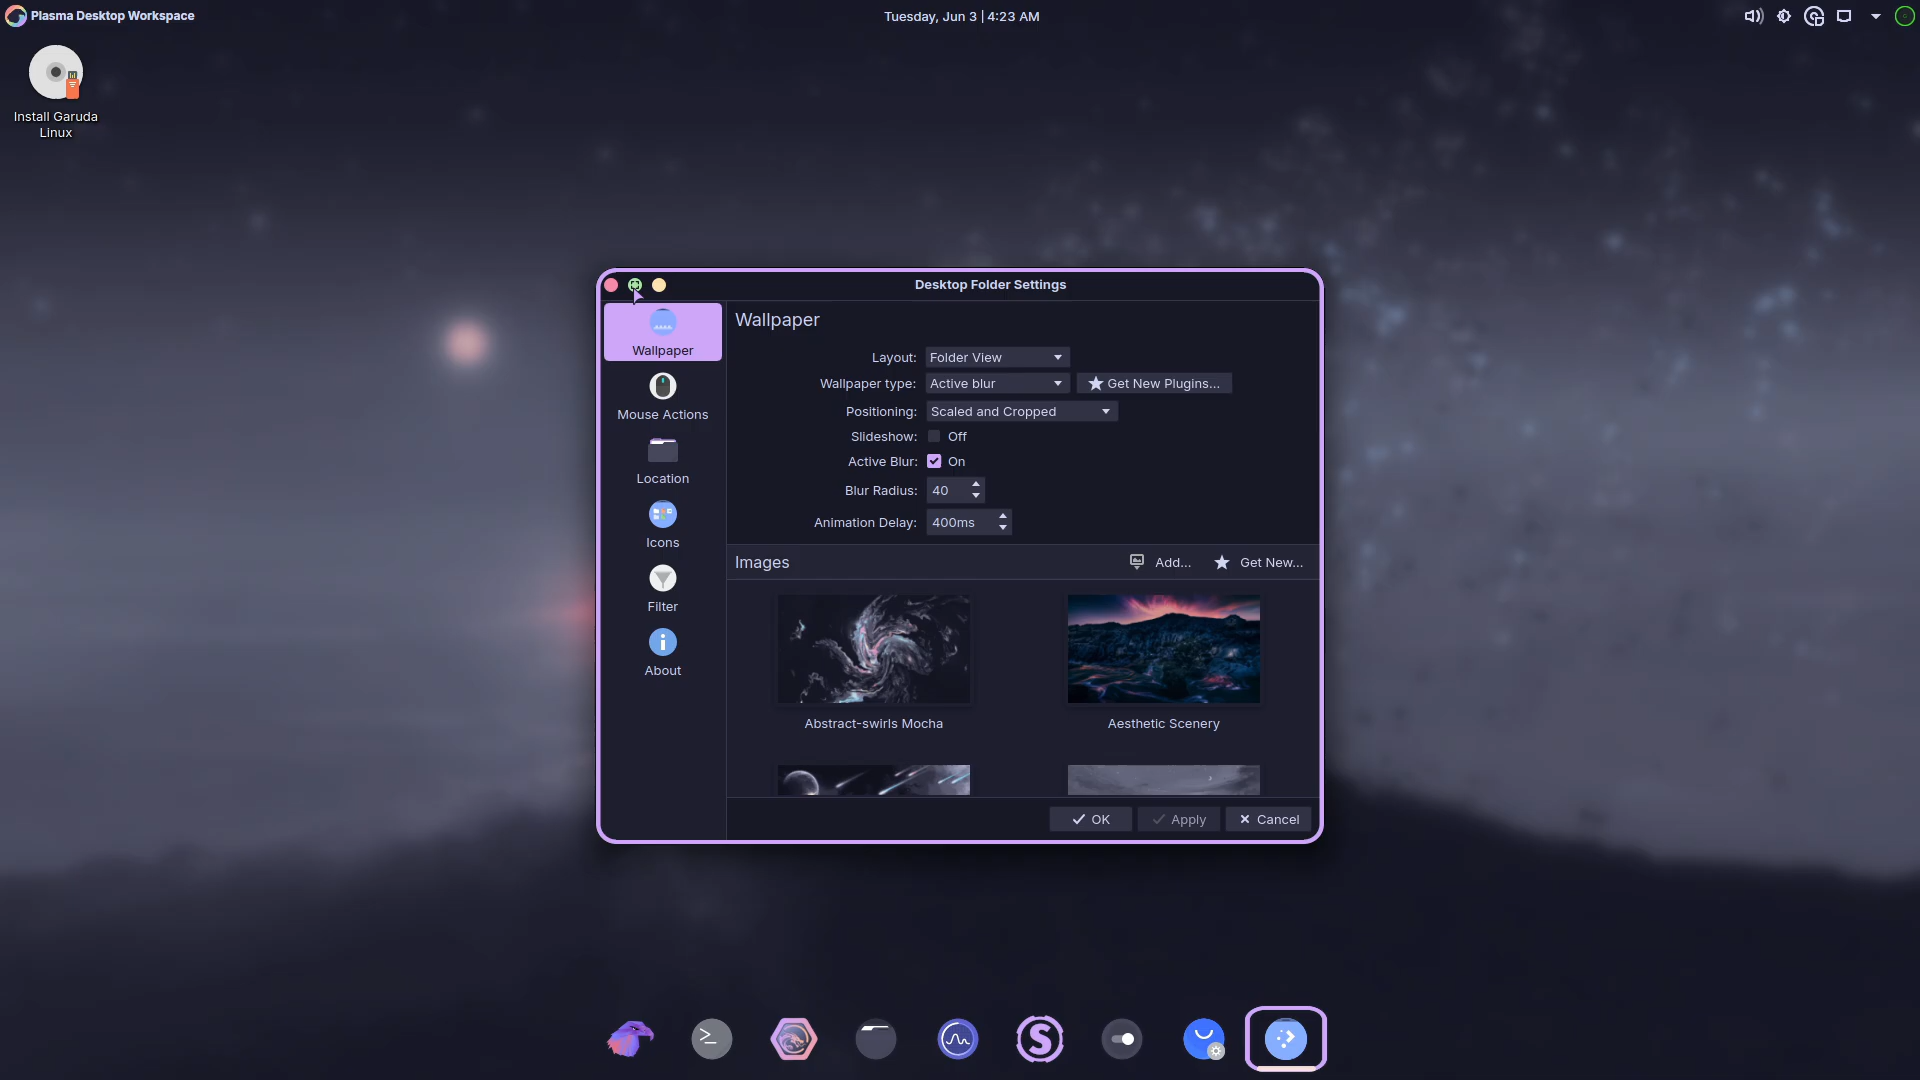 Plasma Desktop Workspace
Tuesday, Jun 3 | 4:23 AM
Install Garuda
Linux
Desktop Folder Settings
Wallpaper
Mouse Actions
Location
Icons
Filter
About
Wallpaper
Layout: Folder View
Wallpaper type: Active blur Get New Plugins...
Positioning: Scaled and Cropped
Slideshow: Off
Active Blur: On
Blur Radius: 40
Animation Delay: 400ms
Images Add... Get New...
Abstract-swirls Mocha Aesthetic Scenery
OK Apply Cancel